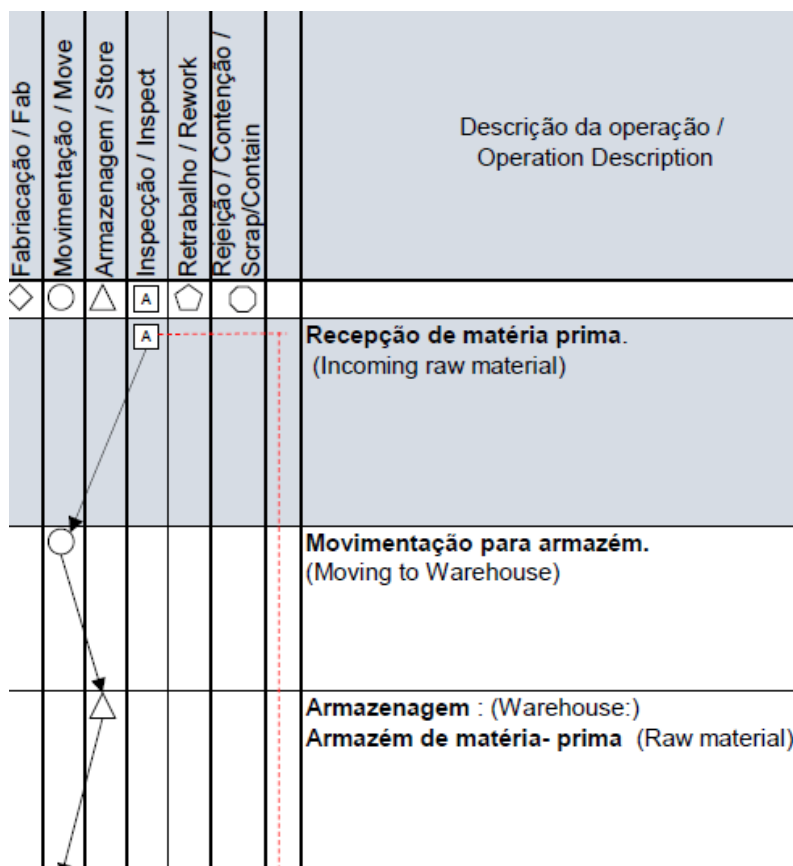 Fabriacação / Fab
Movimentação / Move
Armazenagem / Store
Inspecção / Inspect
Retrabalho / Rework
Rejeição / Contenção /
Scrap/Contain
Descrição da operação /
Operation Description
A
A
Recepção de matéria prima.
(Incoming raw material)
Movimentação para armazém.
(Moving to Warehouse)
Armazenagem : (Warehouse:)
Armazém de matéria- prima (Raw material)